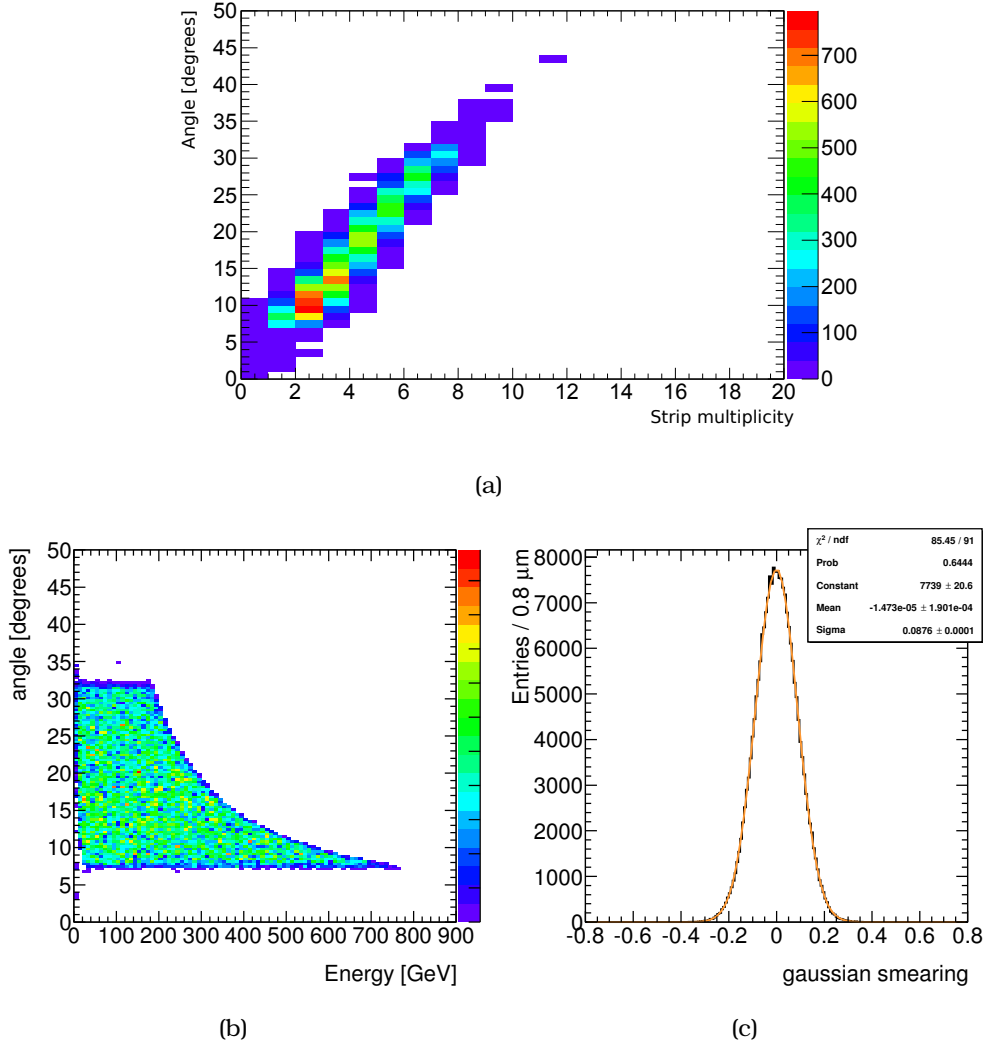 Angle [degrees]
50
45
40
35
30
25
20
15
10
5
0
0 2 4 6 8 10 12 14 16 18 20
Strip multiplicity
700
600
500
400
300
200
100
0
(a)
angle [degrees]
50
45
40
35
30
25
20
15
10
5
0
0 100 200 300 400 500 600 700 800 900
Energy [GeV]
(b)
Entries / 0.8 μm
8000
7000
6000
5000
4000
3000
2000
1000
0
-0.8 -0.6 -0.4 -0.2 0 0.2 0.4 0.6 0.8
gaussian smearing
χ² / ndf 85.45 / 91
Prob 0.6444
Constant 7739 ± 20.6
Mean -1.473e-05 ± 1.901e-04
Sigma 0.0876 ± 0.0001
(c)